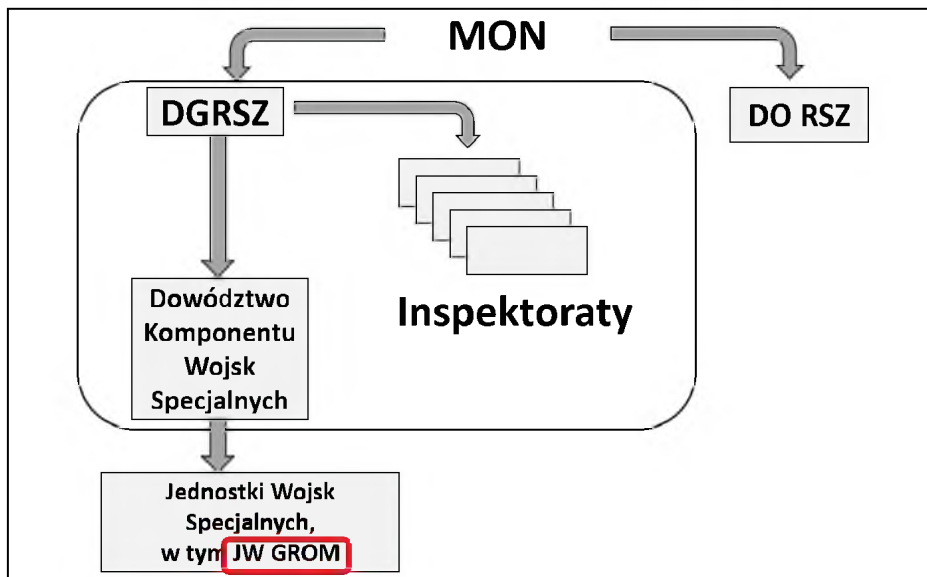 MON
DGRSZ
DO RSZ
Inspektoraty
Dowództwo
Komponentu
Wojsk
Specjalnych
Jednostki Wojsk
Specjalnych,
w tym JW GROM